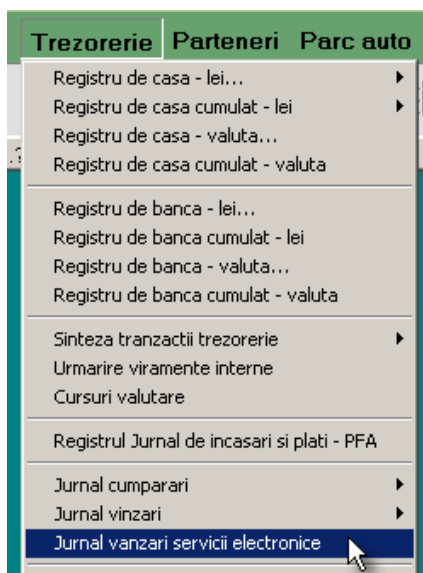 Trezorerie Parteneri Parc auto
Registru de casa - lei...
Registru de casa cumulat - lei
Registru de casa - valuta...
Registru de casa cumulat - valuta
Registru de banca - lei...
Registru de banca cumulat - lei
Registru de banca - valuta...
Registru de banca cumulat - valuta
Sinteza tranzactii trezorerie
Urmarire viramente interne
Cursuri valutare
Registrul Jurnal de incasari si plati - PFA
Jurnal cumparari
Jurnal vinzari
Jurnal vanzari servicii electronice